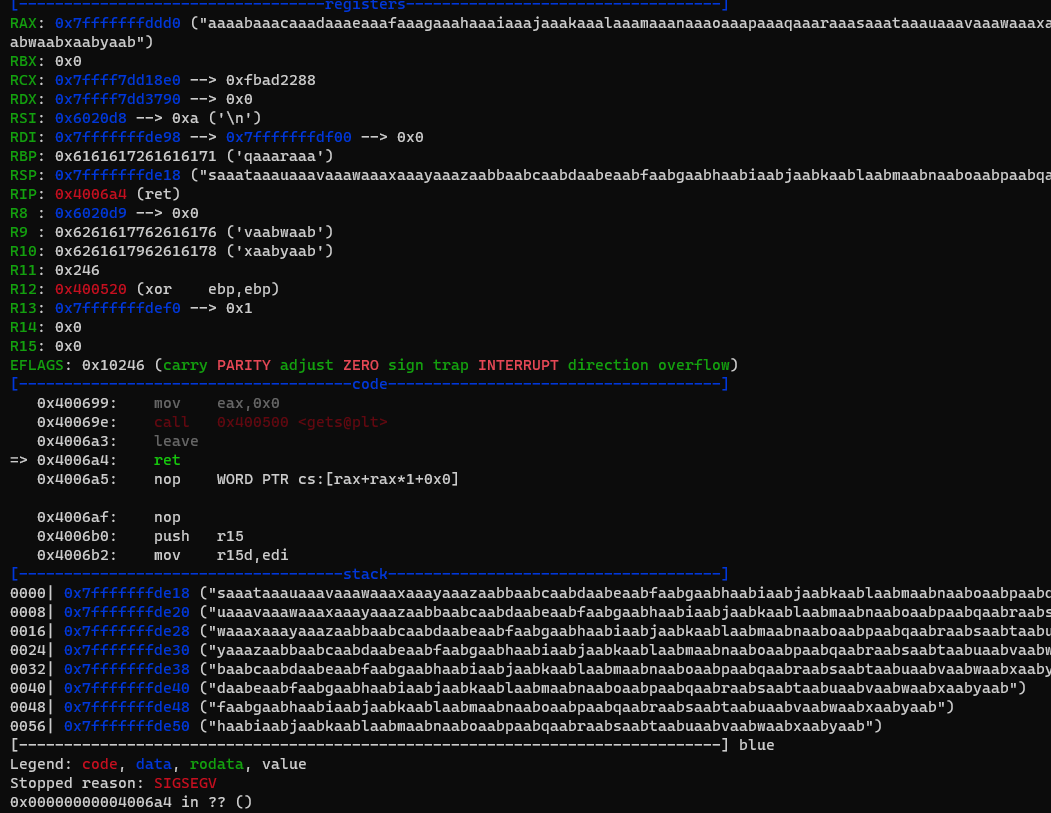 [----------------------------------registers-----------------------------------]
RAX: 0x7fffffffddd0 ("aaaabaaacaaadaaaeaaafaaagaaahaaaiaaajaaakaaalaaamaaanaaaoaaapaaaqaaaraaasaaataaauaaavaaawaaaxa
abwaabxaabyaab")
RBX: 0x0
RCX: 0x7ffff7dd18e0 --> 0xfbad2288
RDX: 0x7ffff7dd3790 --> 0x0
RSI: 0x6020d8 --> 0xa ('\n')
RDI: 0x7fffffffde98 --> 0x7fffffffdf00 --> 0x0
RBP: 0x6161617261616171 ('qaaaraaa')
RSP: 0x7fffffffde18 ("saaataaauaaavaaawaaaxaaayaaazaabbaabcaabdaabeaabfaabgaabhaabiaabjaabkaablaabmaabnaaboaabpaabqa
RIP: 0x4006a4 (ret)
R8 : 0x6020d9 --> 0x0
R9 : 0x6261617762616176 ('vaabwaab')
R10: 0x6261617962616178 ('xaabyaab')
R11: 0x246
R12: 0x400520 (xor    ebp,ebp)
R13: 0x7fffffffdef0 --> 0x1
R14: 0x0
R15: 0x0
EFLAGS: 0x10246 (carry PARITY adjust ZERO sign trap INTERRUPT direction overflow)
[-------------------------------------code-------------------------------------]
   0x400699:    mov    eax,0x0
   0x40069e:    call   0x400500 <gets@plt>
   0x4006a3:    leave
=> 0x4006a4:    ret
   0x4006a5:    nop    WORD PTR cs:[rax+rax*1+0x0]
   0x4006af:    nop
   0x4006b0:    push   r15
   0x4006b2:    mov    r15d,edi
[------------------------------------stack-------------------------------------]
0000| 0x7fffffffde18 ("saaataaauaaavaaawaaaxaaayaaazaabbaabcaabdaabeaabfaabgaabhaabiaabjaabkaablaabmaabnaaboaabpaabq
0008| 0x7fffffffde20 ("uaaavaaawaaaxaaayaaazaabbaabcaabdaabeaabfaabgaabhaabiaabjaabkaablaabmaabnaaboaabpaabqaabraabs
0016| 0x7fffffffde28 ("waaaxaaayaaazaabbaabcaabdaabeaabfaabgaabhaabiaabjaabkaablaabmaabnaaboaabpaabqaabraabsaabtaabu
0024| 0x7fffffffde30 ("yaaazaabbaabcaabdaabeaabfaabgaabhaabiaabjaabkaablaabmaabnaaboaabpaabqaabraabsaabtaabuaabvaabw
0032| 0x7fffffffde38 ("baabcaabdaabeaabfaabgaabhaabiaabjaabkaablaabmaabnaaboaabpaabqaabraabsaabtaabuaabvaabwaabxaaby
0040| 0x7fffffffde40 ("daabeaabfaabgaabhaabiaabjaabkaablaabmaabnaaboaabpaabqaabraabsaabtaabuaabvaabwaabxaabyaab")
0048| 0x7fffffffde48 ("faabgaabhaabiaabjaabkaablaabmaabnaaboaabpaabqaabraabsaabtaabuaabvaabwaabxaabyaab")
0056| 0x7fffffffde50 ("haabiaabjaabkaablaabmaabnaaboaabpaabqaabraabsaabtaabuaabvaabwaabxaabyaab")
[------------------------------------------------------------------------------] blue
Legend: code, data, rodata, value
Stopped reason: SIGSEGV
0x00000000004006a4 in ?? ()